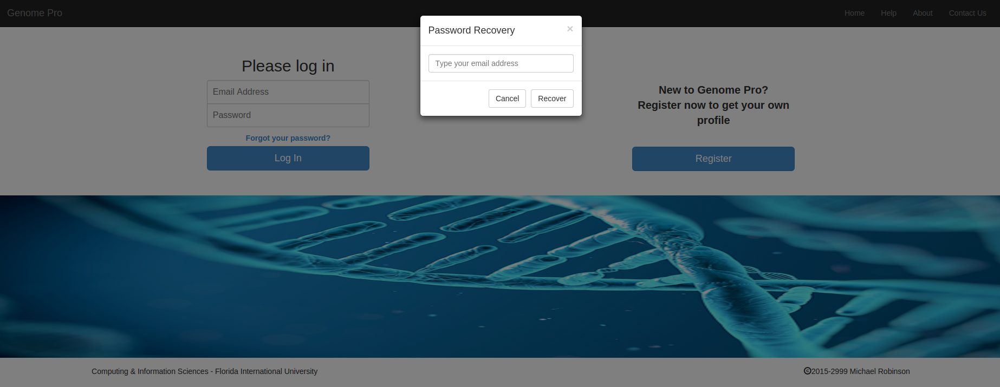 Genome Pro
Home Help About Contact Us
Password Recovery ×
Type your email address
Cancel Recover
Please log in
Email Address
Password
Forgot your password?
Log In
New to Genome Pro?
Register now to get your own
profile
Register
Computing & Information Sciences - Florida International University
©2015-2999 Michael Robinson